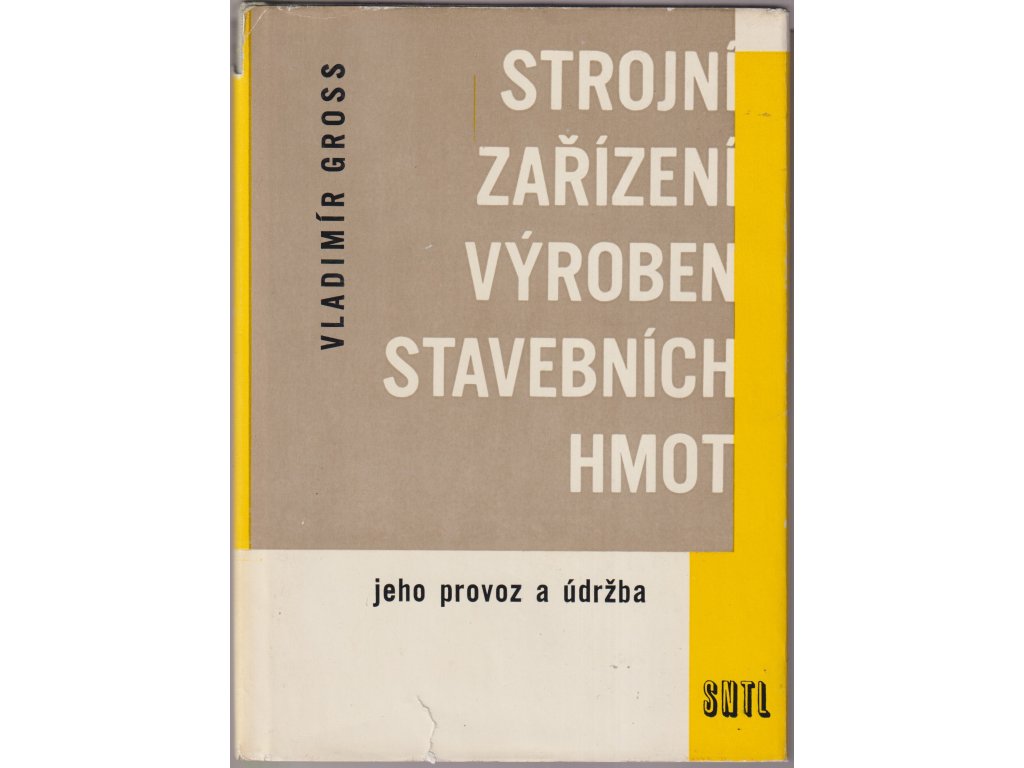 VLADIMÍR GROSS
STROJNÍ
ZAŘÍZENÍ
VÝROBEN
STAVEBNÍCH
HMOT
jeho provoz a údržba
SNTL